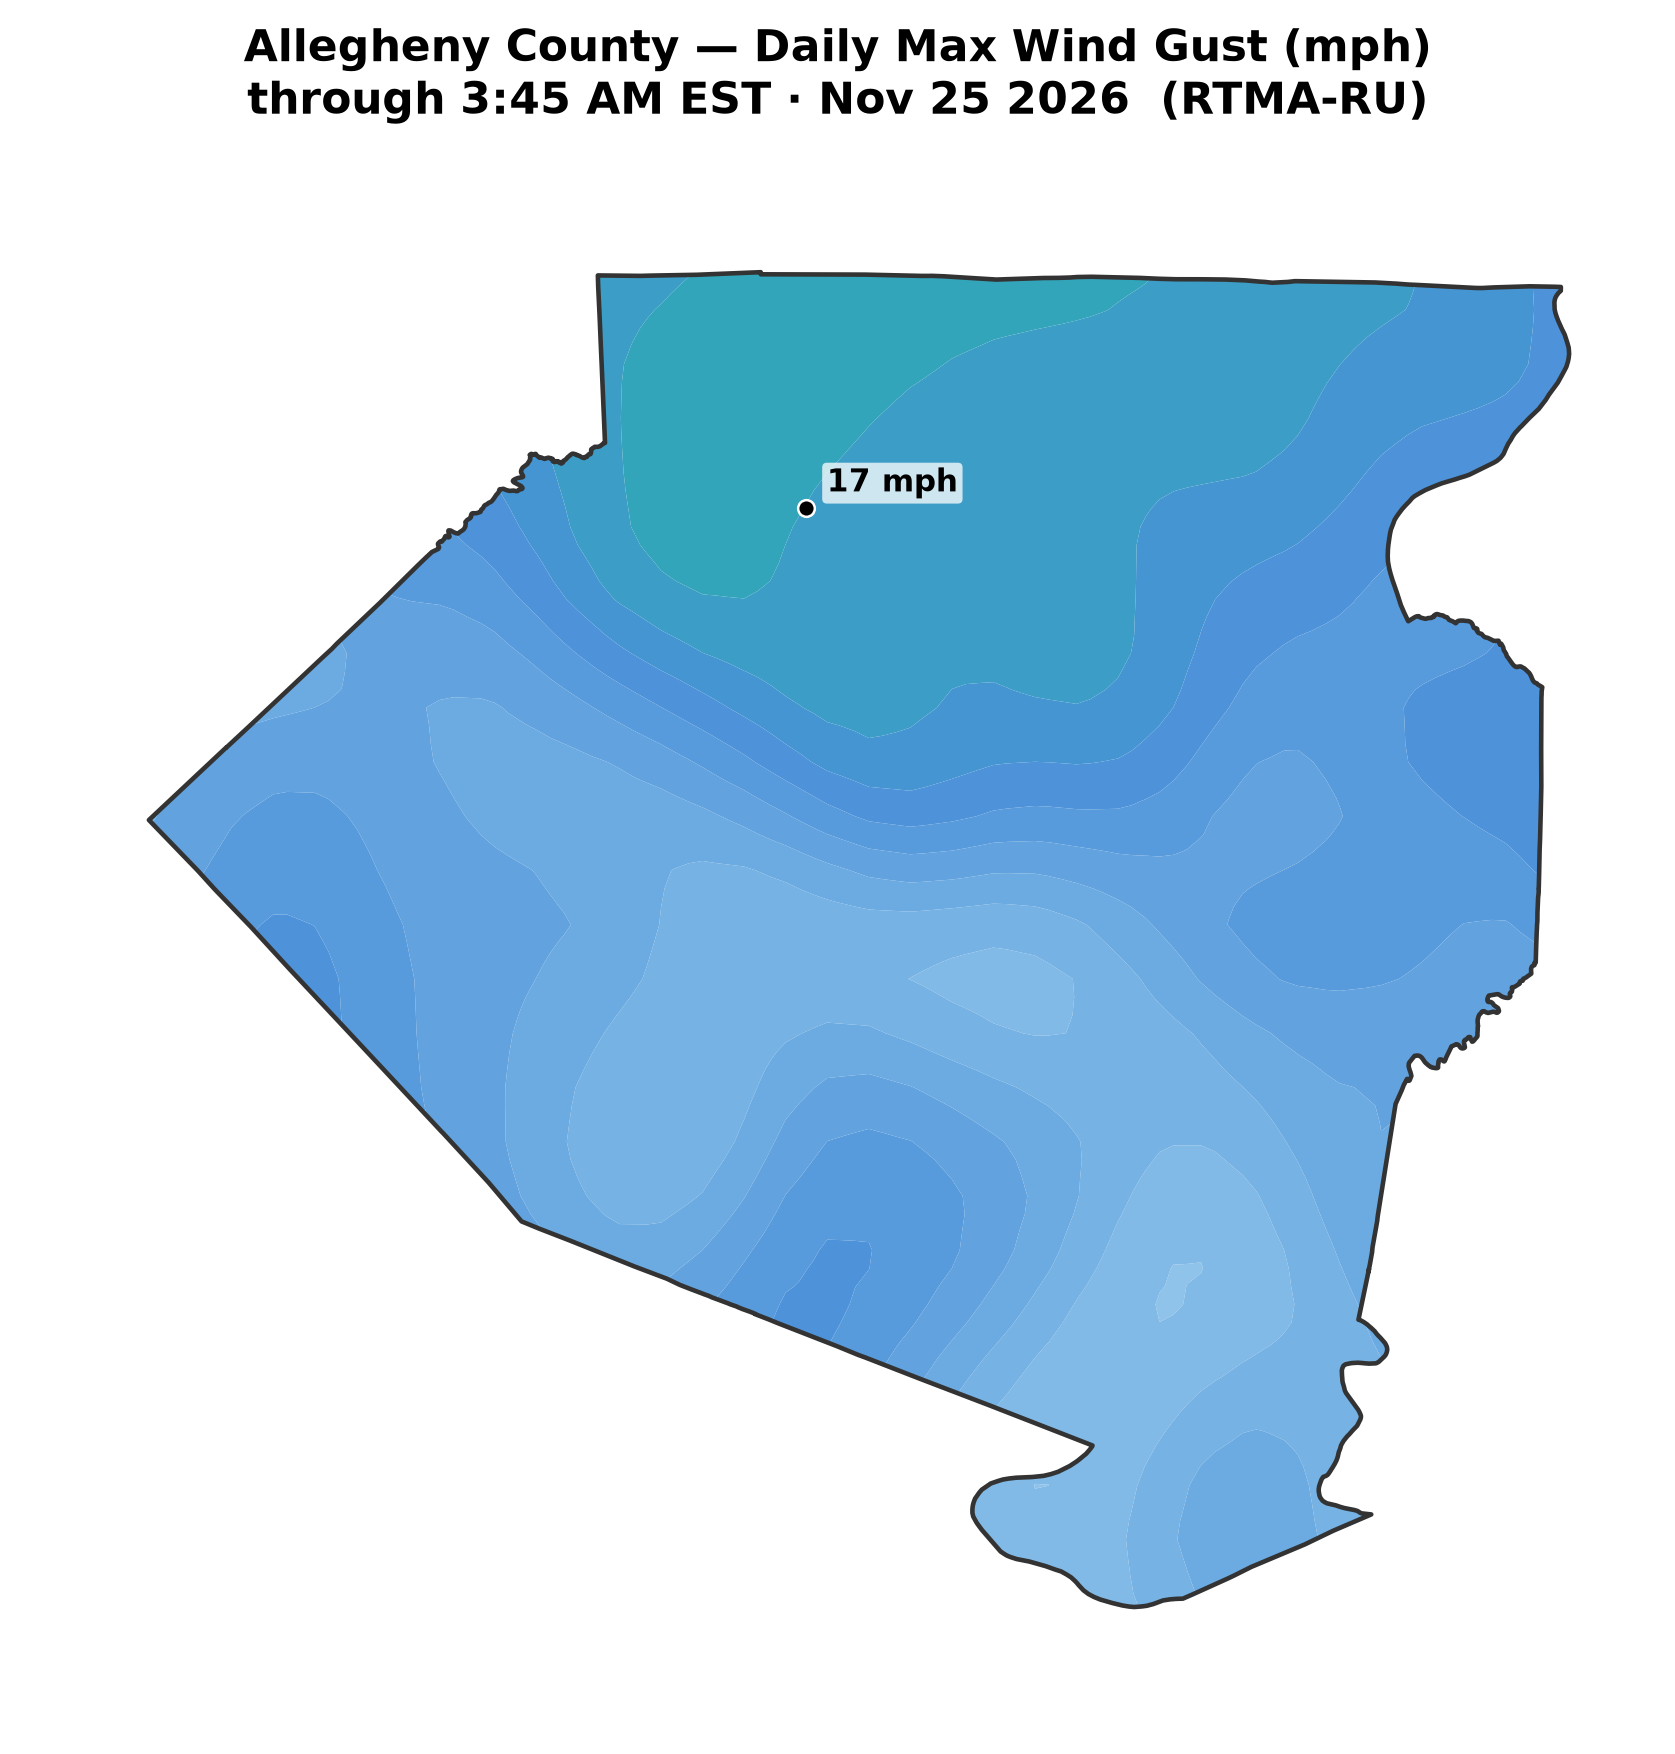 Allegheny County — Daily Max Wind Gust (mph)
through 3:45 AM EST · Nov 25 2026 (RTMA-RU)
17 mph